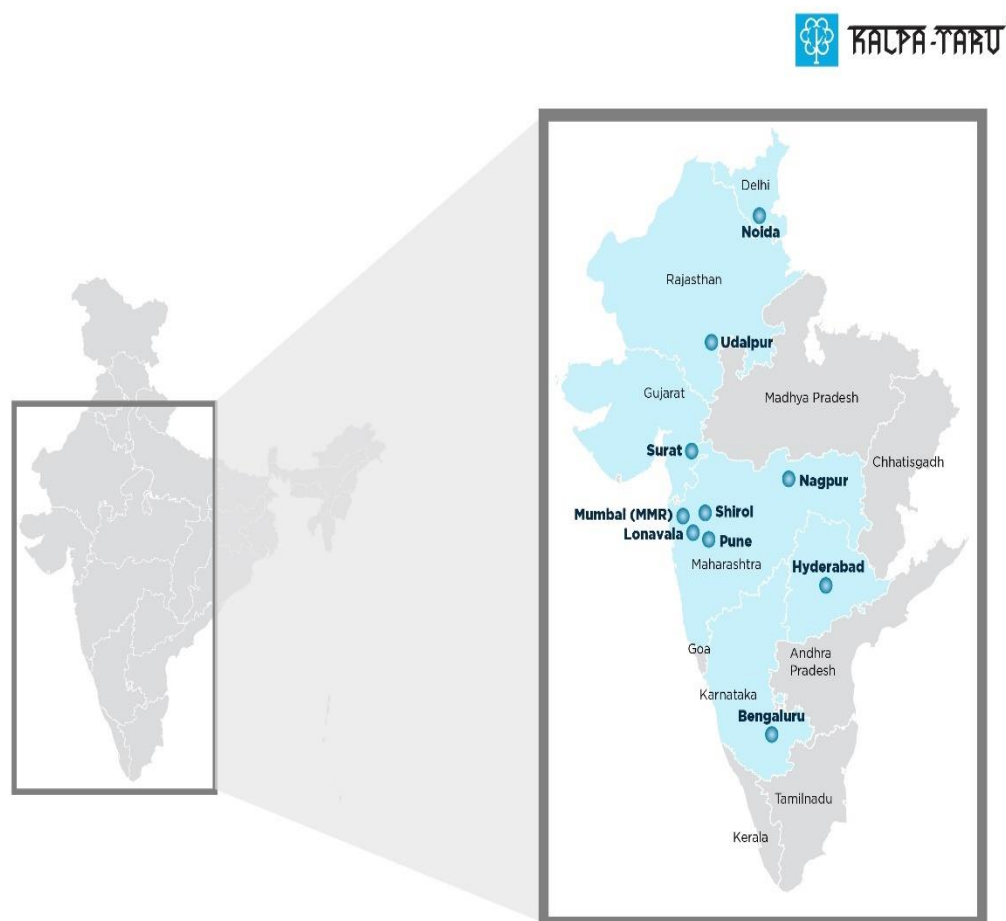 KALPA-TARU
Delhi
Noida
Rajasthan
Udaipur
Gujarat
Madhya Pradesh
Surat
Chhatisgadh
Nagpur
Mumbai (MMR)
Shirol
Lonavala
Pune
Maharashtra
Hyderabad
Goa
Andhra
Pradesh
Karnataka
Bengaluru
Tamilnadu
Kerala